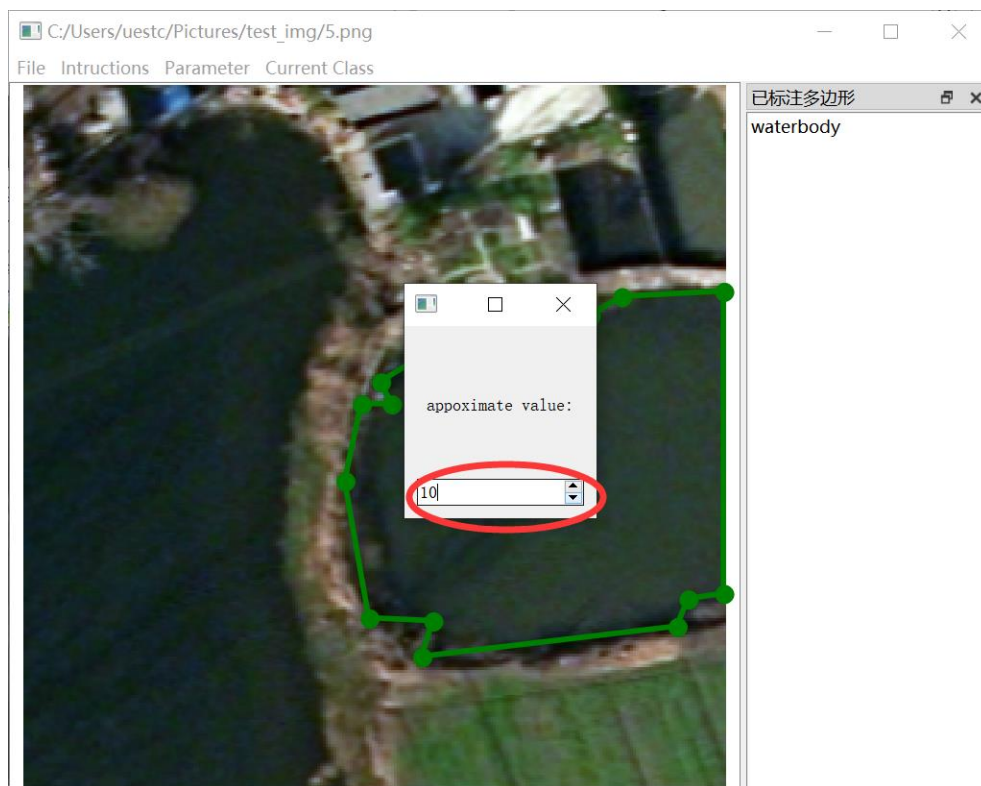 C:/Users/uestc/Pictures/test_img/5.png
File Intructions Parameter Current Class
已标注多边形
waterbody
appoximate value:
10